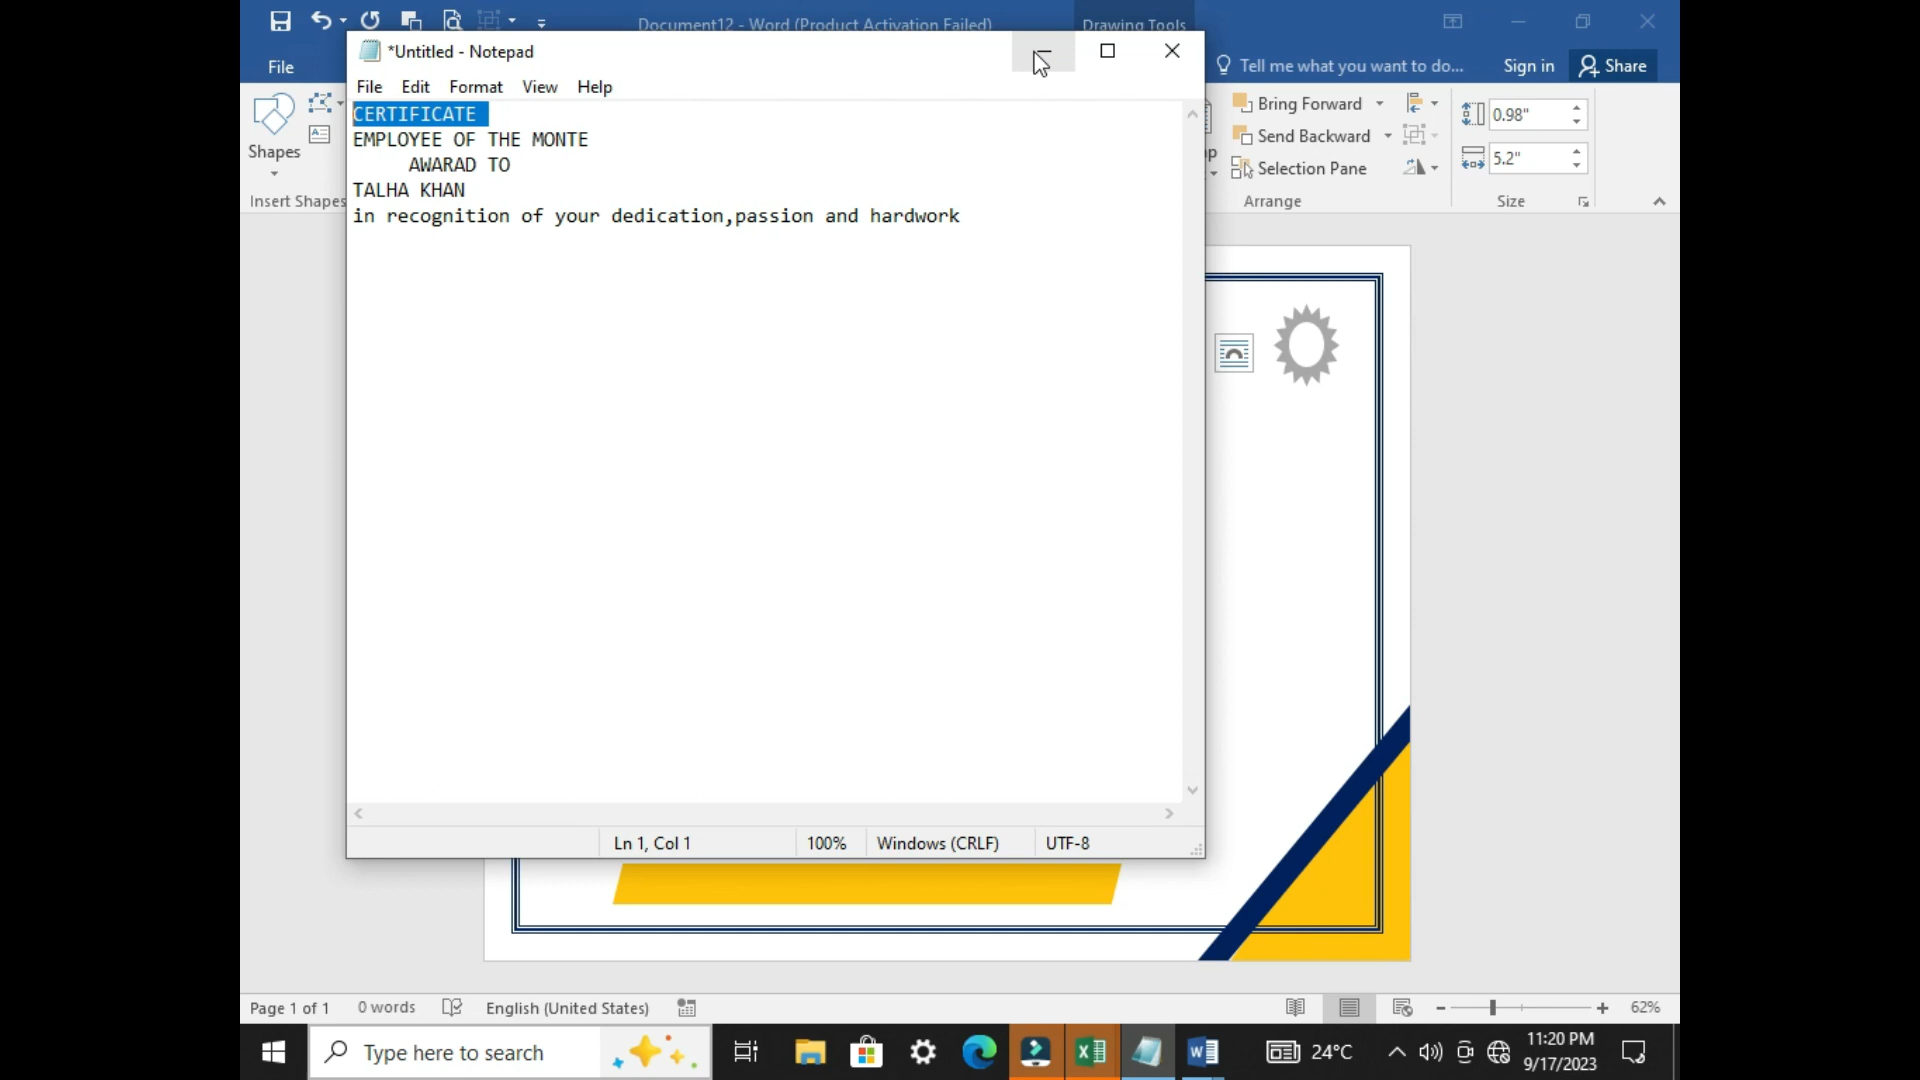 Document12 - Word (Product Activation Failed)
Drawing Tools
*Untitled - Notepad
File
Tell me what you want to do...
Sign in
Share
File Edit Format View Help
CERTIFICATE
EMPLOYEE OF THE MONTE
AWARAD TO
TALHA KHAN
in recognition of your dedication,passion and hardwork
Shapes
Insert Shapes
Bring Forward
Send Backward
Selection Pane
Arrange
0.98"
5.2"
Size
Ln 1, Col 1
100%
Windows (CRLF)
UTF-8
Page 1 of 1
0 words
English (United States)
62%
Type here to search
24°C
11:20 PM
9/17/2023